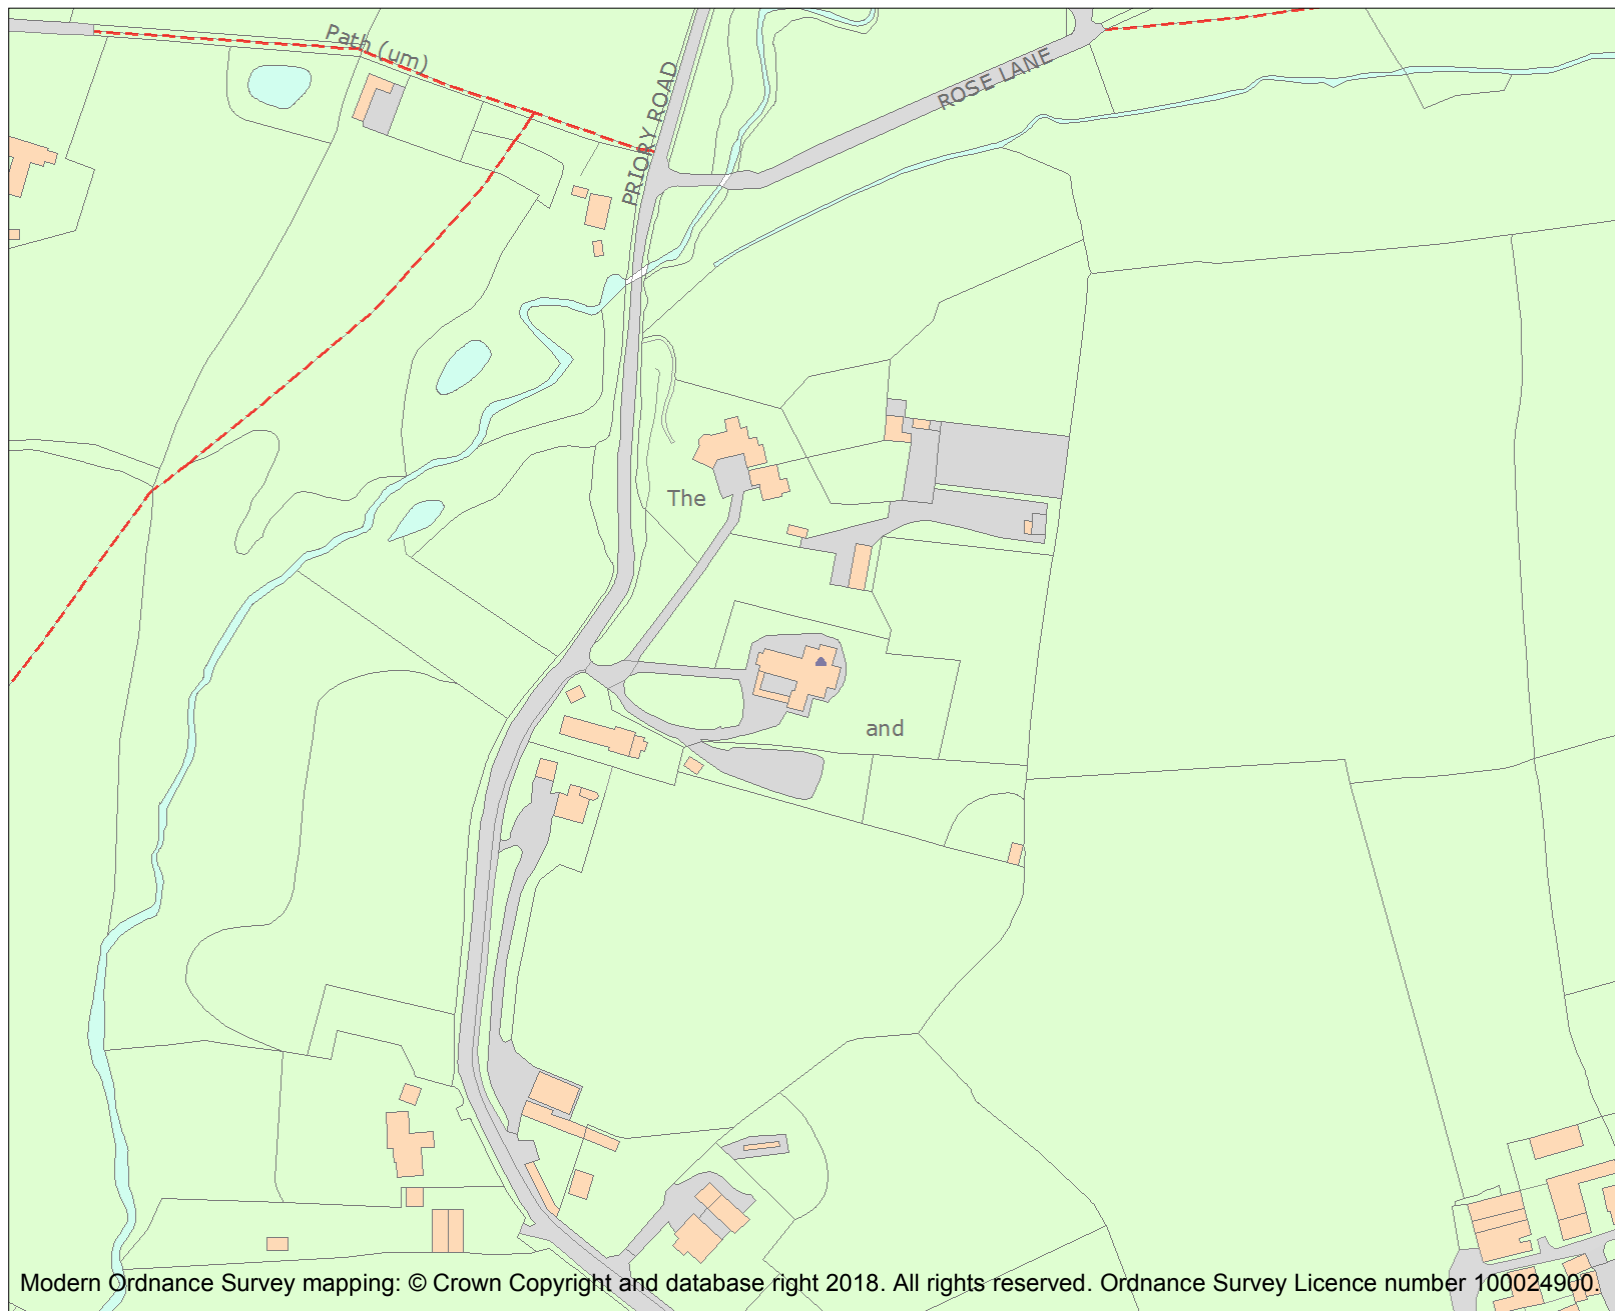 Path (um)
PRIORY ROAD
ROSE LANE
The
and
Modern Ordnance Survey mapping: © Crown Copyright and database right 2018. All rights reserved. Ordnance Survey Licence number 100024900.